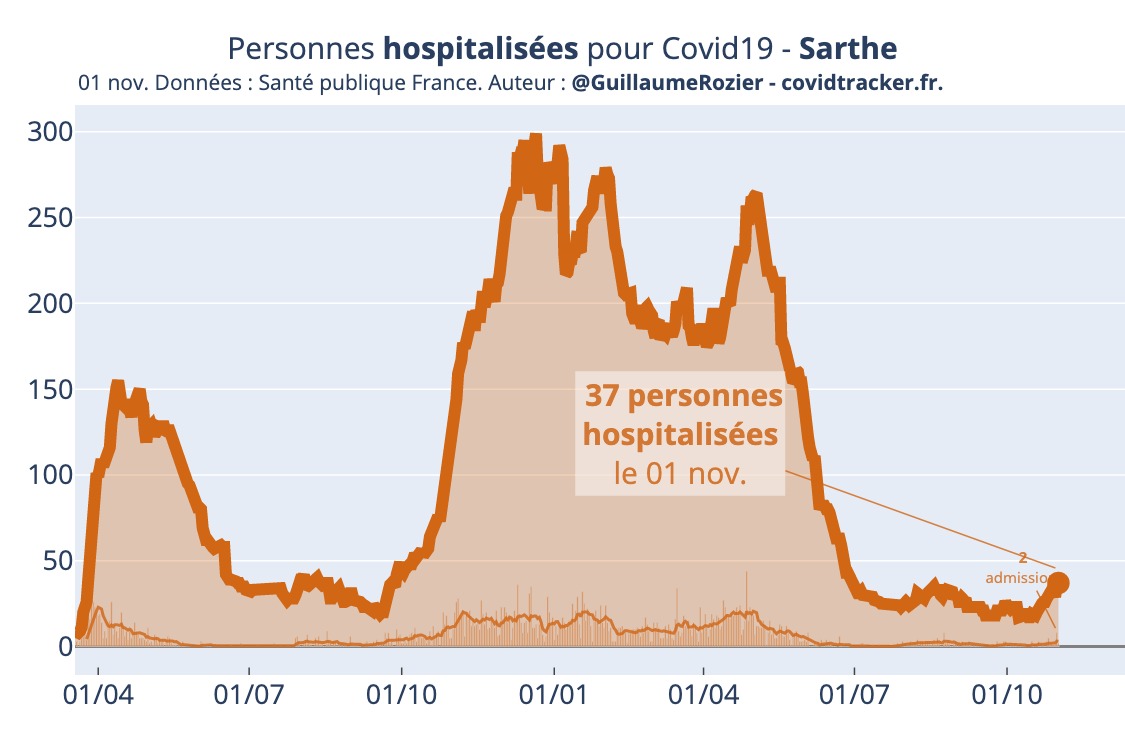 Personnes hospitalisées pour Covid19 - Sarthe
01 nov. Données : Santé publique France. Auteur : @GuillaumeRozier - covidtracker.fr.
300
250
200
150
100
50
0
37 personnes
hospitalisées
le 01 nov.
2
admissio
01/04
01/07
01/10
01/01
01/04
01/07
01/10